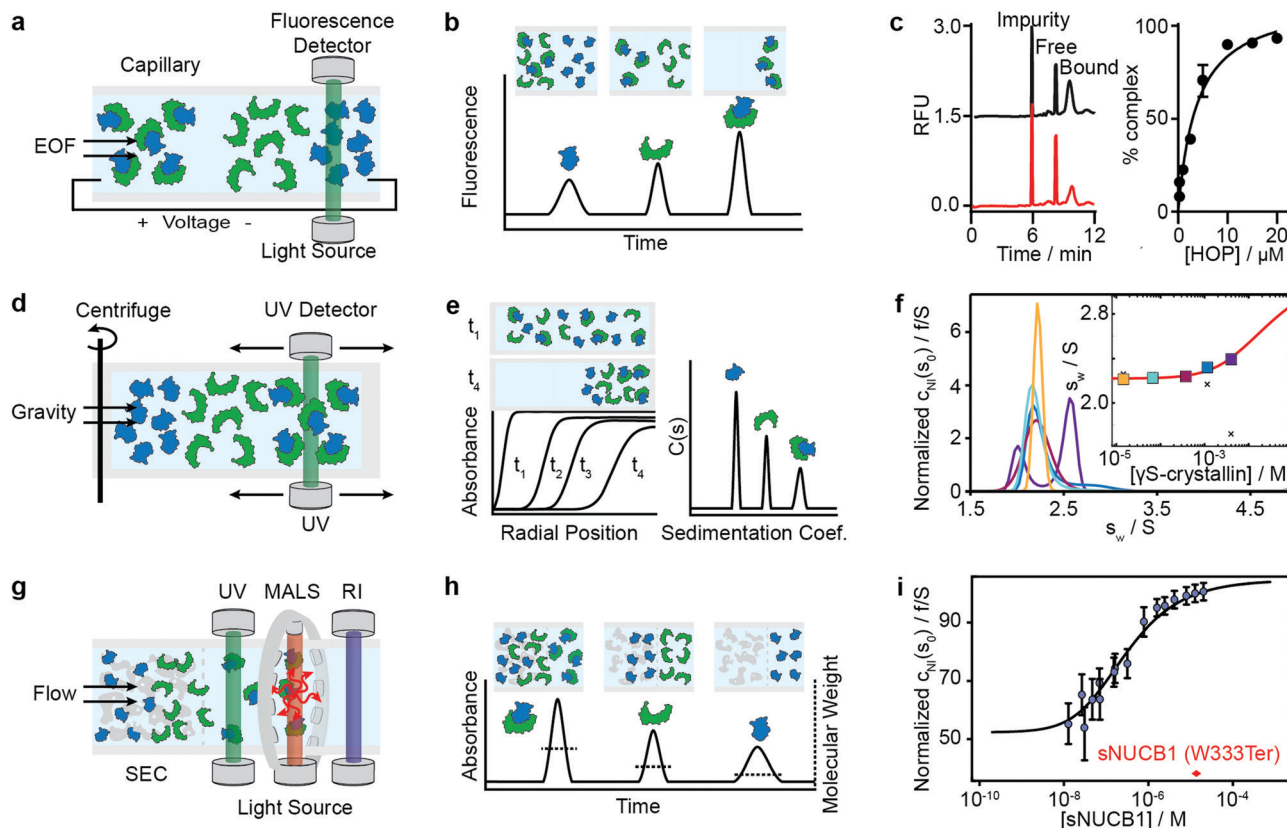 a
Fluorescence
Detector
Capillary
EOF
+ Voltage -
Light Source
b
Fluorescence
Time
c
Impurity
Free
Bound
3.0
1.5
0.0
RFU
0 6 12
Time / min
100
50
0
% complex
0 10 20
[HOP] / µM
d
Centrifuge
UV Detector
Gravity
UV
e
t1
t4
Absorbance
t1 t2 t3 t4
Radial Position
C(s)
Sedimentation Coef.
f
Normalized cNI(s0) / f/S
6
4
2
0
1.5 2.5 3.5 4.5
sw / S
2.8
2.0
sw / S
10-5 10-3
[γS-crystallin] / M
g
UV MALS RI
Flow
SEC
Light Source
h
Absorbance
Molecular Weight
Time
i
Normalized cNI(s0) / f/S
90
70
50
sNUCB1 (W333Ter)
10-10 10-8 10-6 10-4
[sNUCB1] / M